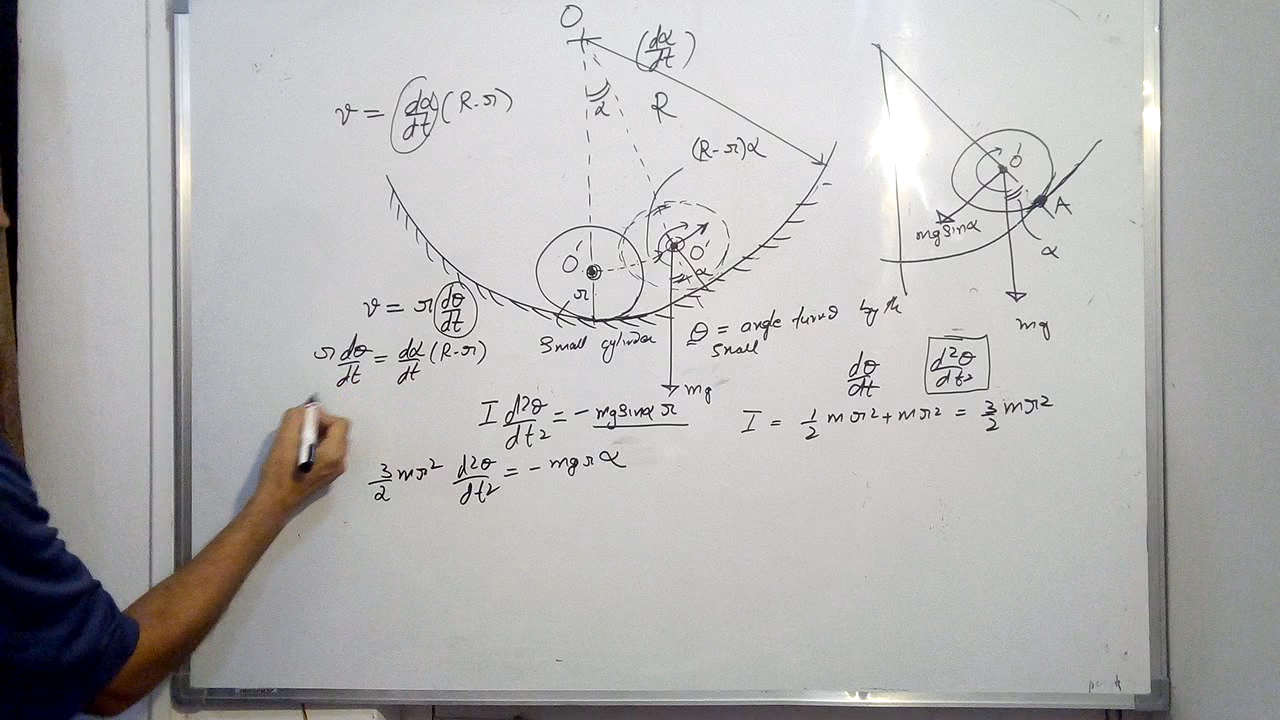 O
(dα/dt)
v = (dα/dt)(R-r)
α
R
(R-r)α
O'
O'
r
α
Small cylinder
mg
v = r dθ/dt
r dθ/dt = dα/dt (R-r)
θ = angle turned by the
small
O'
A
mg sinα
α
mg
dθ/dt
d²θ/dt²
I d²θ/dt² = - mg sinα r
I = 1/2 mr² + mr² = 3/2 mr²
3/2 mr² d²θ/dt² = - mg r α